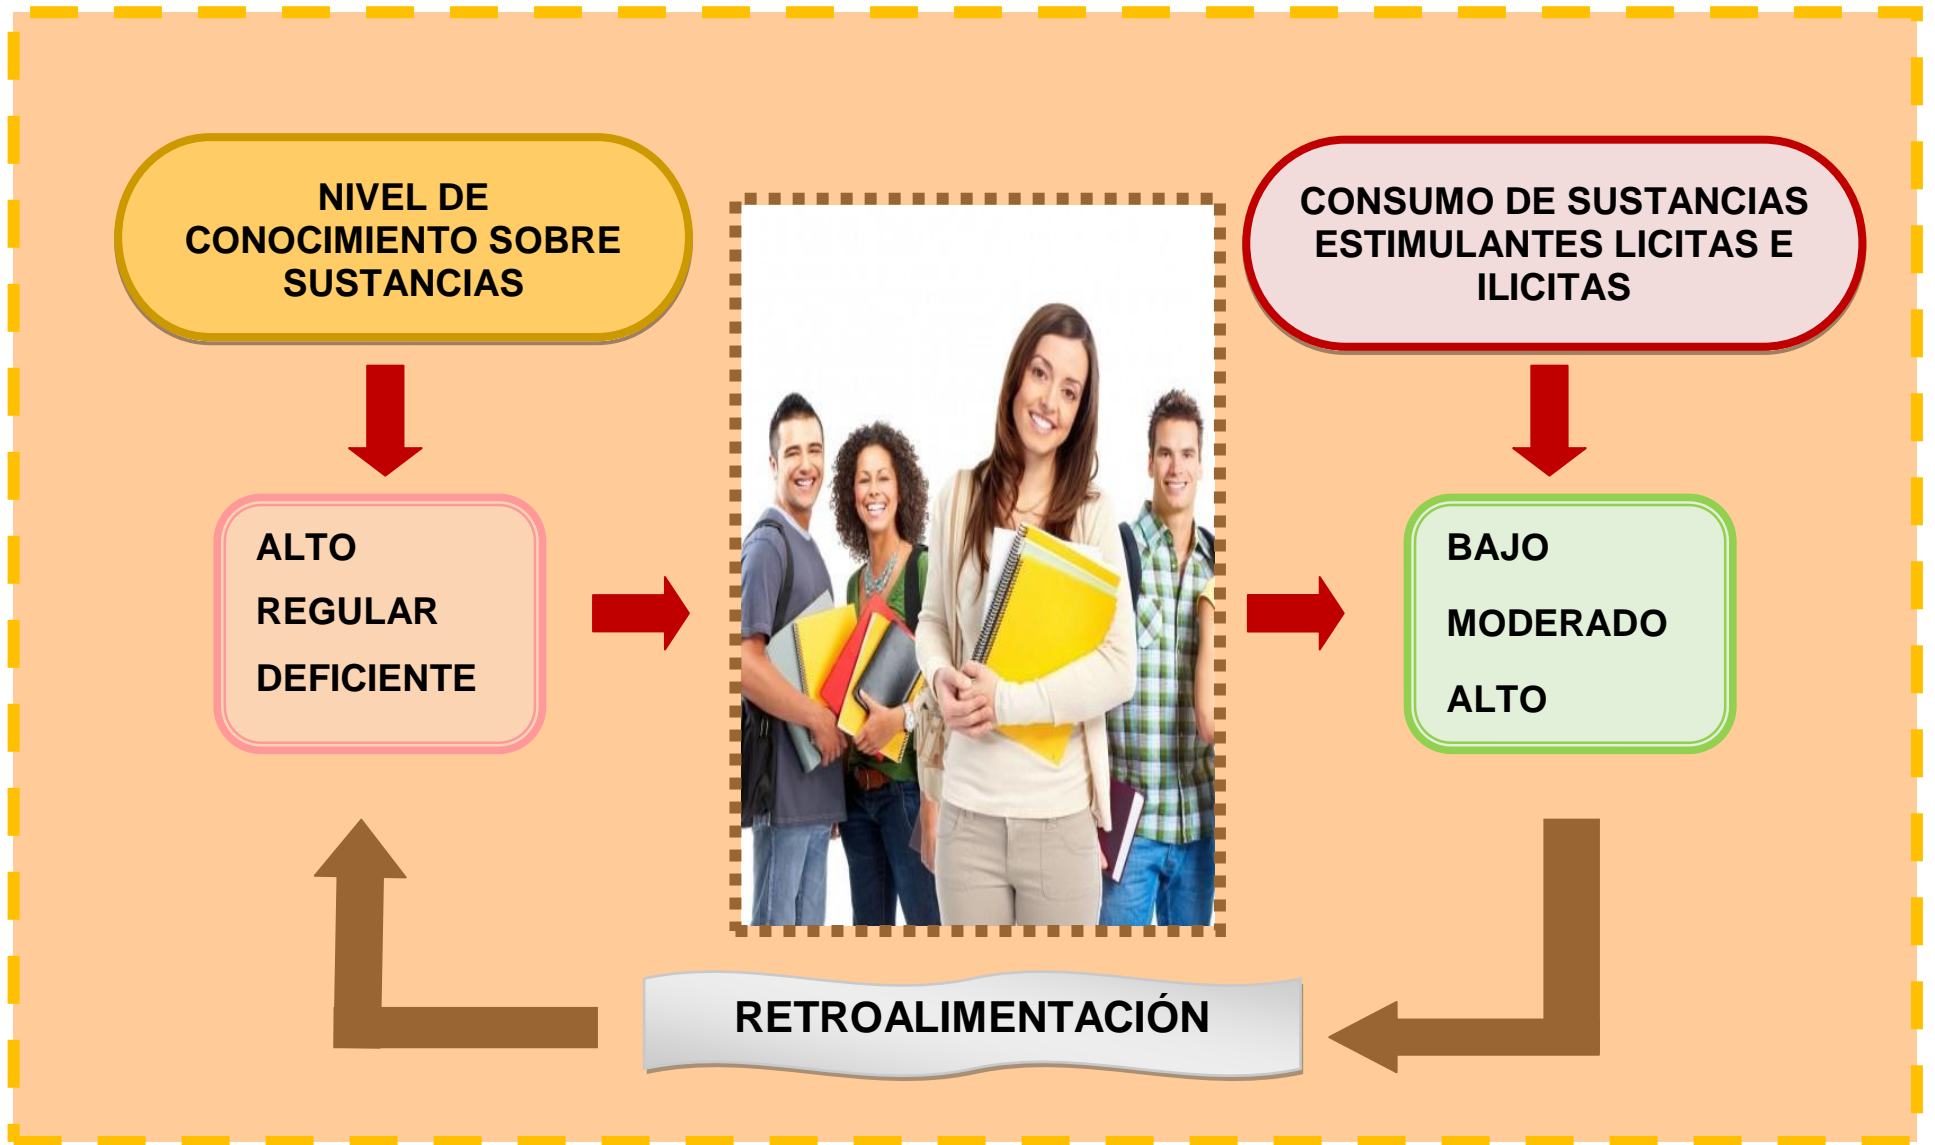 NIVEL DE
CONOCIMIENTO SOBRE
SUSTANCIAS
CONSUMO DE SUSTANCIAS
ESTIMULANTES LICITAS E
ILICITAS
ALTO
REGULAR
DEFICIENTE
BAJO
MODERADO
ALTO
RETROALIMENTACIÓN